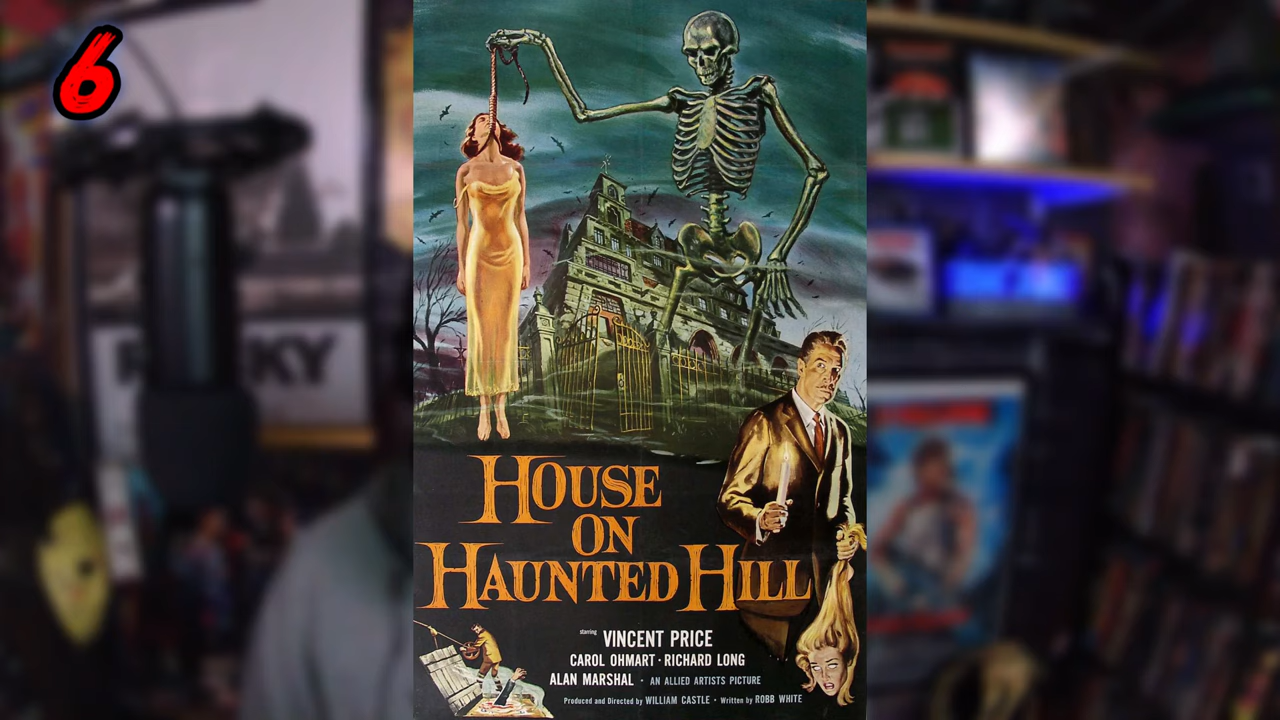 6
HOUSE
ON
HAUNTED HILL
starring VINCENT PRICE
CAROL OHMART · RICHARD LONG
ALAN MARSHAL · AN ALLIED ARTISTS PICTURE
Produced and Directed by WILLIAM CASTLE · Written by ROBB WHITE
KY